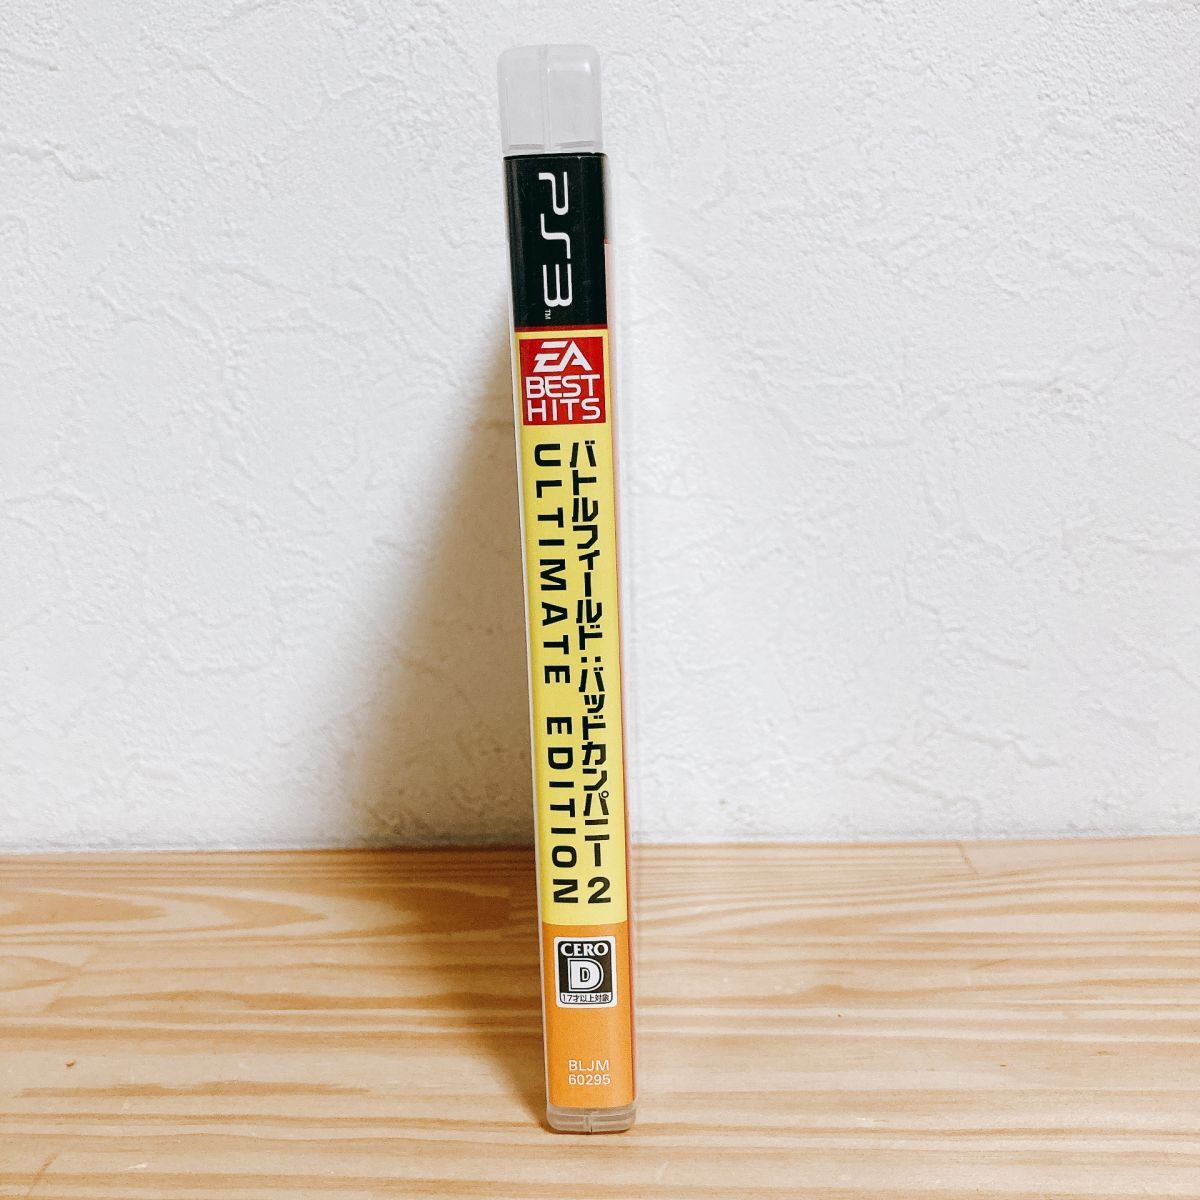 PS3™
EA
BEST
HITS
バトルフィールド:バッドカンパニー2
ULTIMATE EDITION
CERO
D
17才以上対象
BLJM
60295